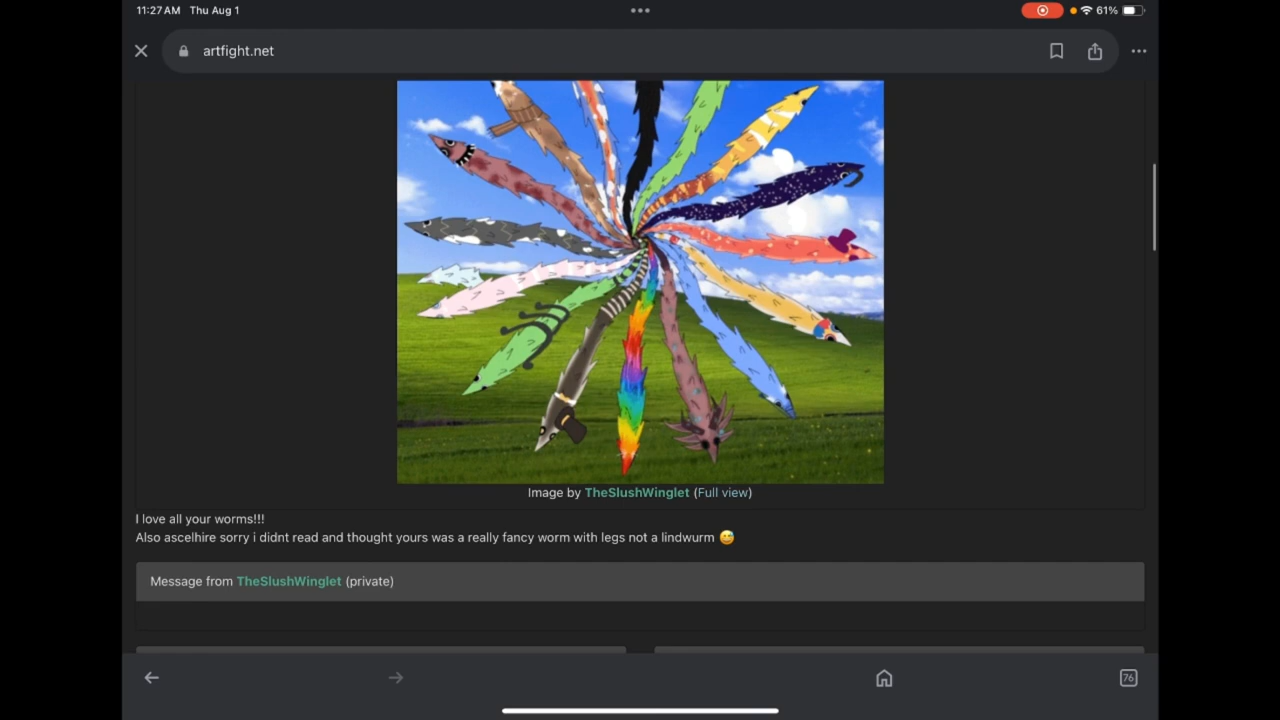 11:27 AM Thu Aug 1
61%
artfight.net
Image by TheSlushWinglet (Full view)
I love all your worms!!!
Also ascelhire sorry i didnt read and thought yours was a really fancy worm with legs not a lindwurm 😅
Message from TheSlushWinglet (private)
76